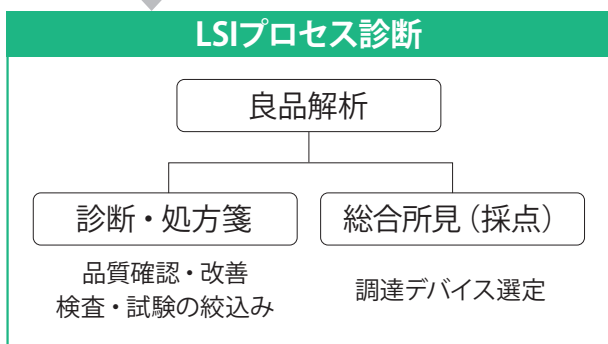 LSIプロセス診断
良品解析
診断・処方箋
総合所見（採点）
品質確認・改善
検査・試験の絞込み
調達デバイス選定